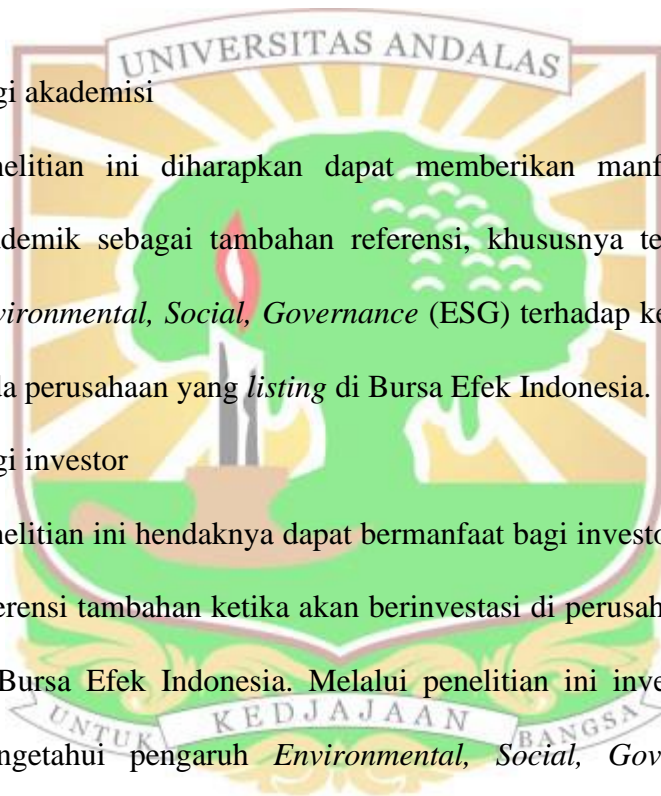 UNIVERSITAS ANDALAS
gi akademisi
nelitian ini diharapkan dapat memberikan manf
ademik sebagai tambahan referensi, khususnya te
vironmental, Social, Governance (ESG) terhadap ke
da perusahaan yang listing di Bursa Efek Indonesia.
gi investor
nelitian ini hendaknya dapat bermanfaat bagi investo
erensi tambahan ketika akan berinvestasi di perusah
Bursa Efek Indonesia. Melalui penelitian ini inve
UNTUK KEDJAJAAN BANGSA
ngetahui pengaruh Environmental, Social, Gov